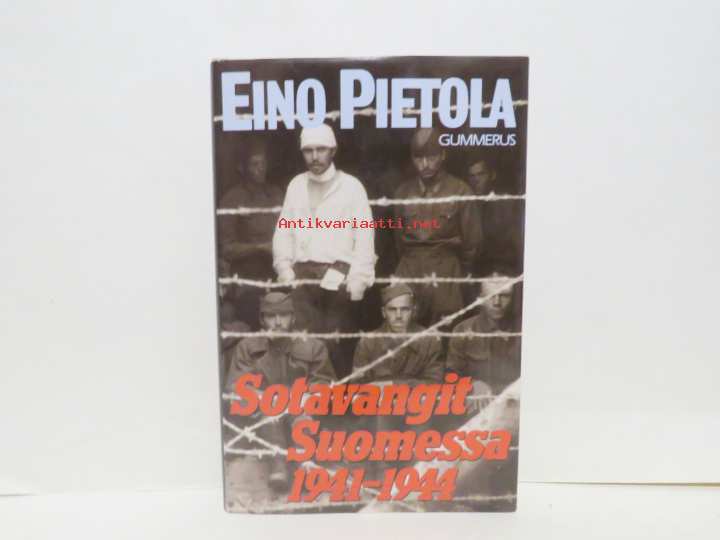 EINO PIETOLA
GUMMERUS
Antikvariaatti.net
Sotavangit
Suomessa
1941-1944